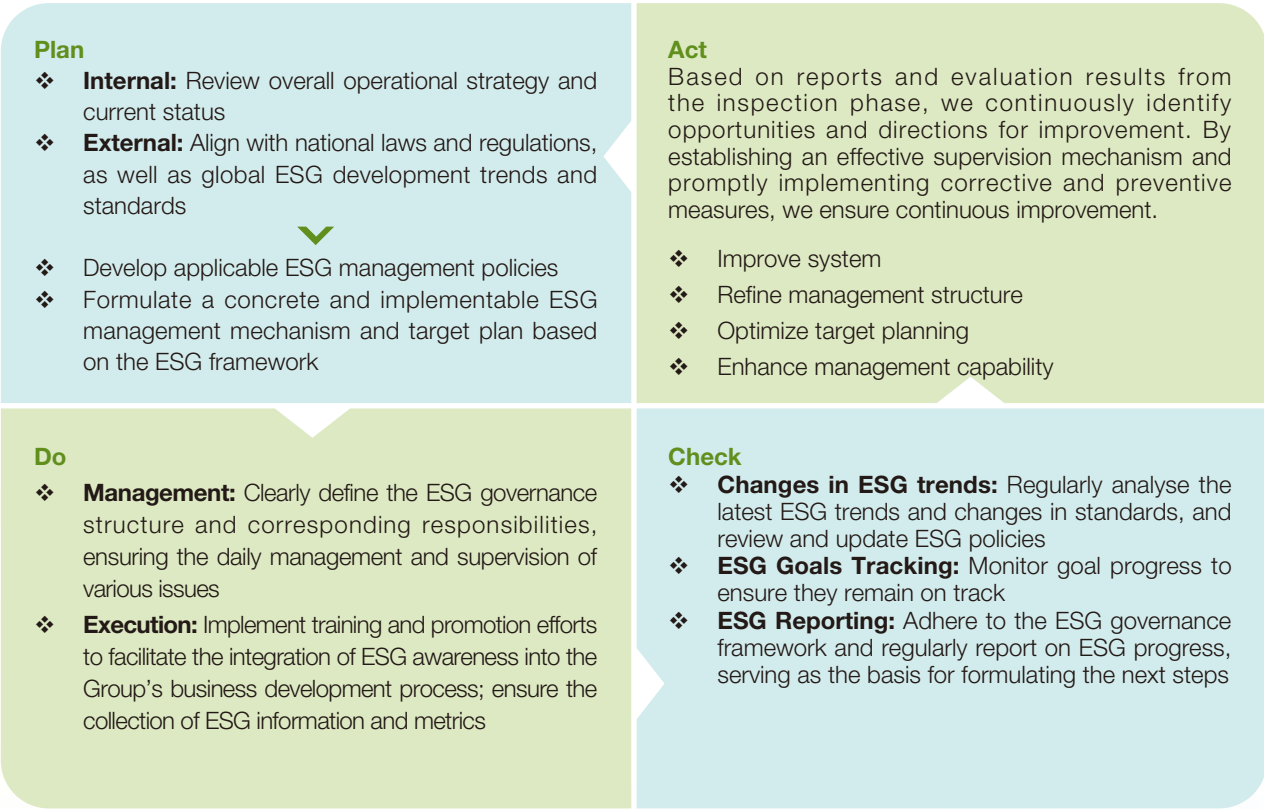 Plan
❖ Internal: Review overall operational strategy and
current status
❖ External: Align with national laws and regulations,
as well as global ESG development trends and
standards
❖ Develop applicable ESG management policies
❖ Formulate a concrete and implementable ESG
management mechanism and target plan based
on the ESG framework
Act
Based on reports and evaluation results from
the inspection phase, we continuously identify
opportunities and directions for improvement. By
establishing an effective supervision mechanism and
promptly implementing corrective and preventive
measures, we ensure continuous improvement.
❖ Improve system
❖ Refine management structure
❖ Optimize target planning
❖ Enhance management capability
Do
❖ Management: Clearly define the ESG governance
structure and corresponding responsibilities,
ensuring the daily management and supervision of
various issues
❖ Execution: Implement training and promotion efforts
to facilitate the integration of ESG awareness into the
Group’s business development process; ensure the
collection of ESG information and metrics
Check
❖ Changes in ESG trends: Regularly analyse the
latest ESG trends and changes in standards, and
review and update ESG policies
❖ ESG Goals Tracking: Monitor goal progress to
ensure they remain on track
❖ ESG Reporting: Adhere to the ESG governance
framework and regularly report on ESG progress,
serving as the basis for formulating the next steps